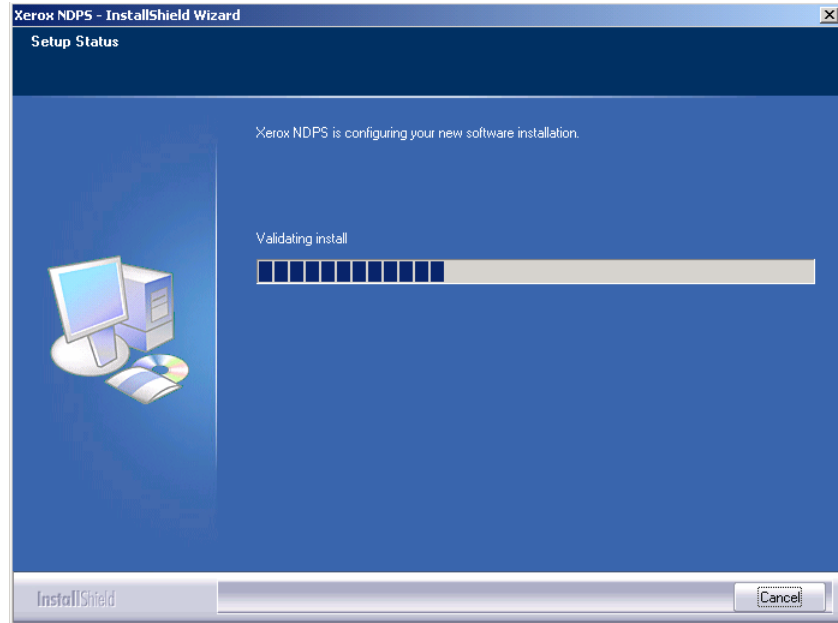 Xerox NDPS - InstallShield Wizard
Setup Status
Xerox NDPS is configuring your new software installation.
Validating install
InstallShield
Cancel